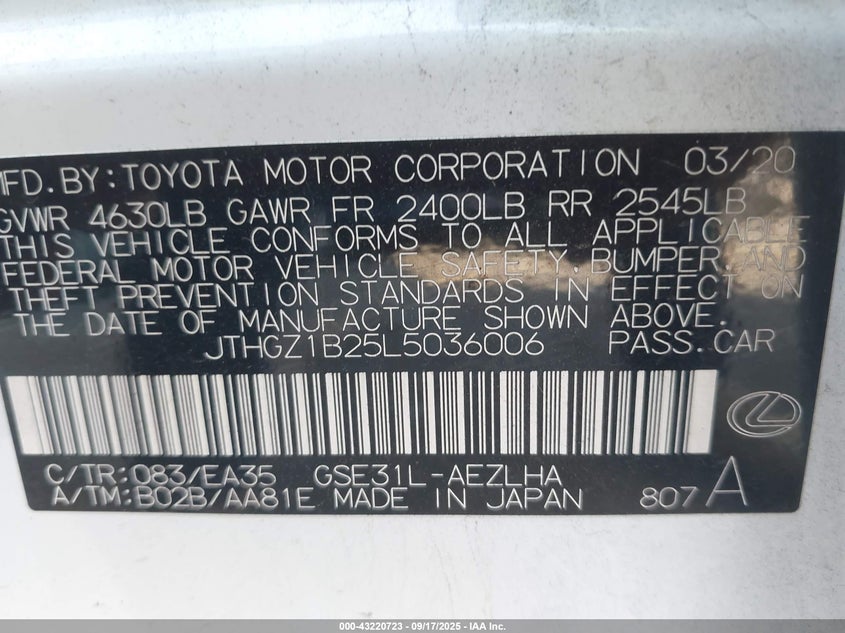 MFD. BY: TOYOTA MOTOR CORPORATION 03/20
GVWR 4630LB GAWR FR 2400LB RR 2545LB
THIS VEHICLE CONFORMS TO ALL APPLICABLE
FEDERAL MOTOR VEHICLE SAFETY, BUMPER, AND
THEFT PREVENTION STANDARDS IN EFFECT ON
THE DATE OF MANUFACTURE SHOWN ABOVE.
JTHGZ1B25L5036006 PASS. CAR
C/TR: 083/EA35 GSE31L-AEZLHA
A/TM: B02B/AA81E MADE IN JAPAN 807 A
000-43220723 - 09/17/2025 - IAA Inc.